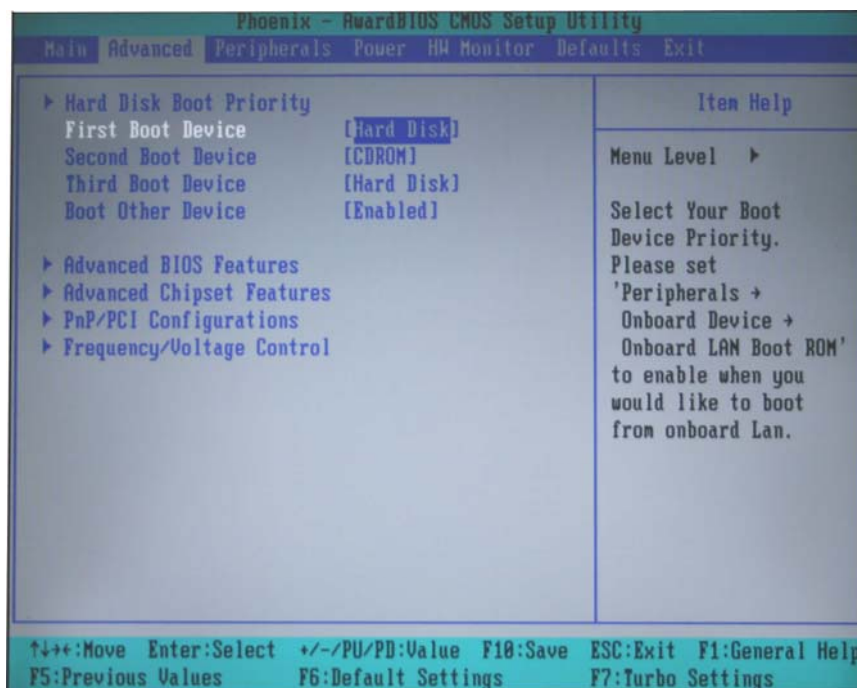 Phoenix - AwardBIOS CMOS Setup Utility
Main Advanced Peripherals Power HW Monitor Defaults Exit
▶ Hard Disk Boot Priority
First Boot Device [Hard Disk]
Second Boot Device [CDROM]
Third Boot Device [Hard Disk]
Boot Other Device [Enabled]
▶ Advanced BIOS Features
▶ Advanced Chipset Features
▶ PnP/PCI Configurations
▶ Frequency/Voltage Control
Item Help
Menu Level ▶
Select Your Boot
Device Priority.
Please set
'Peripherals →
Onboard Device →
Onboard LAN Boot ROM'
to enable when you
would like to boot
from onboard Lan.
↑↓→←:Move Enter:Select +/-/PU/PD:Value F10:Save ESC:Exit F1:General Help
F5:Previous Values F6:Default Settings F7:Turbo Settings